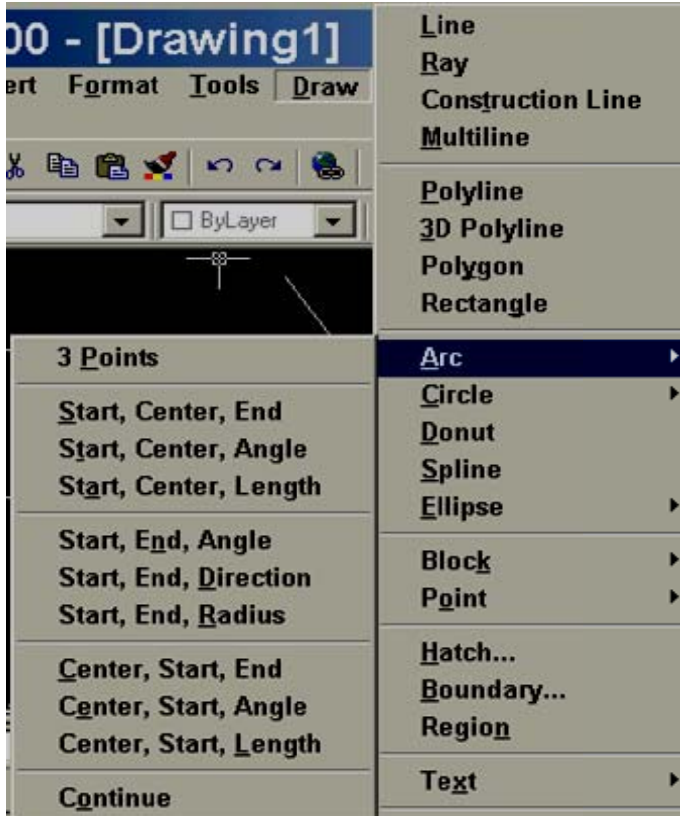 00 - [Drawing1]
ert Format Tools Draw
ByLayer
Line
Ray
Construction Line
Multiline
Polyline
3D Polyline
Polygon
Rectangle
Arc
Circle
Donut
Spline
Ellipse
Block
Point
Hatch...
Boundary...
Region
Text
3 Points
Start, Center, End
Start, Center, Angle
Start, Center, Length
Start, End, Angle
Start, End, Direction
Start, End, Radius
Center, Start, End
Center, Start, Angle
Center, Start, Length
Continue